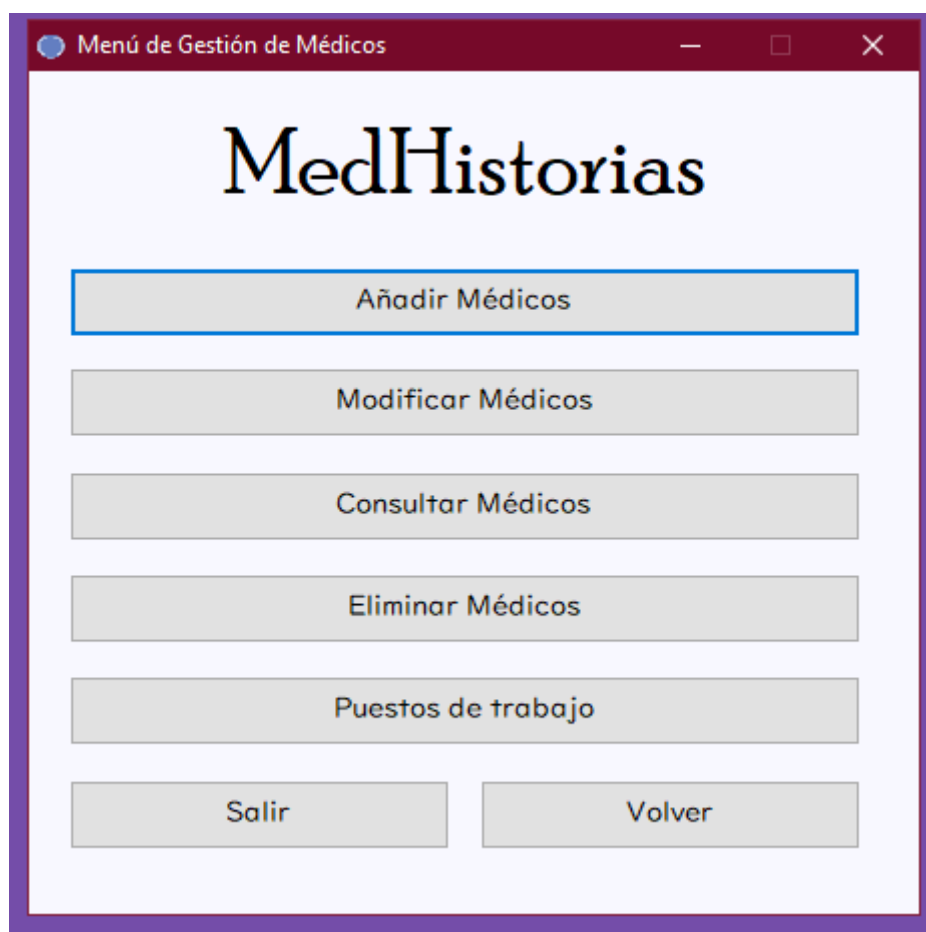 Menú de Gestión de Médicos
MedHistorias
Añadir Médicos
Modificar Médicos
Consultar Médicos
Eliminar Médicos
Puestos de trabajo
Salir
Volver